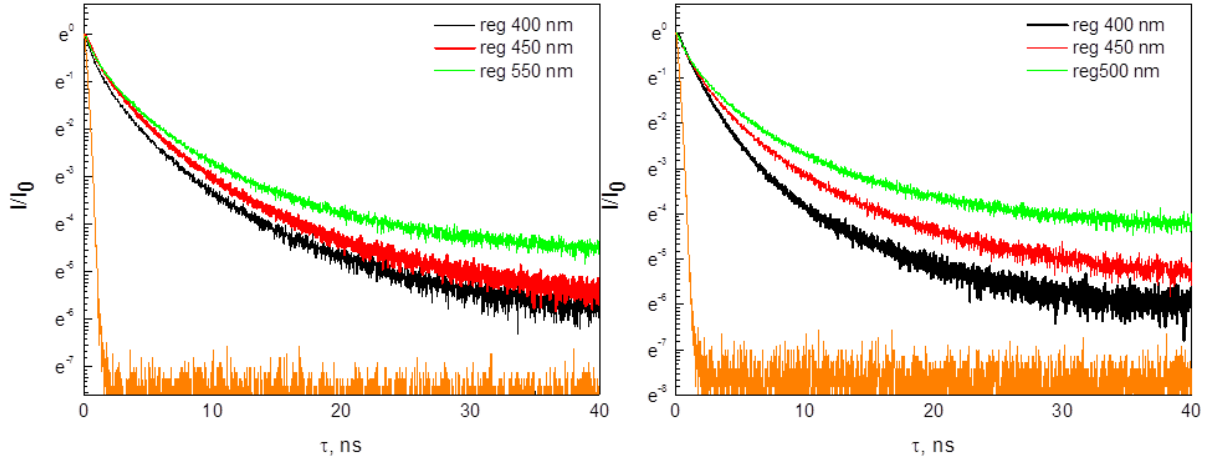 reg 400 nm
reg 450 nm
reg 550 nm
e⁰
e⁻¹
e⁻²
e⁻³
e⁻⁴
e⁻⁵
e⁻⁶
e⁻⁷
I/I₀
0 10 20 30 40
τ, ns
reg 400 nm
reg 450 nm
reg500 nm
e⁰
e⁻¹
e⁻²
e⁻³
e⁻⁴
e⁻⁵
e⁻⁶
e⁻⁷
e⁻⁸
I/I₀
0 10 20 30 40
τ, ns